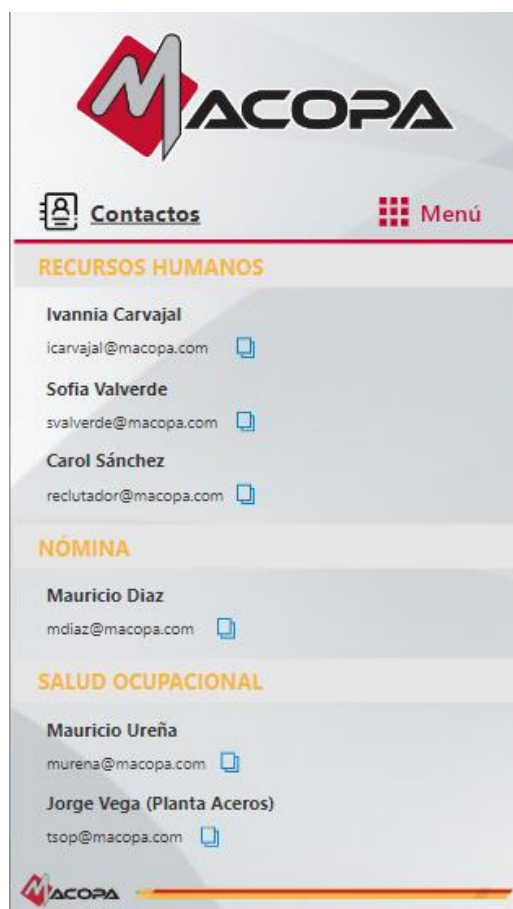 MACOPA
Contactos
Menú
RECURSOS HUMANOS
Ivannia Carvajal
icarvajal@macopa.com
Sofia Valverde
svalverde@macopa.com
Carol Sánchez
reclutador@macopa.com
NÓMINA
Mauricio Diaz
mdiaz@macopa.com
SALUD OCUPACIONAL
Mauricio Ureña
murena@macopa.com
Jorge Vega (Planta Aceros)
tsop@macopa.com
MACOPA